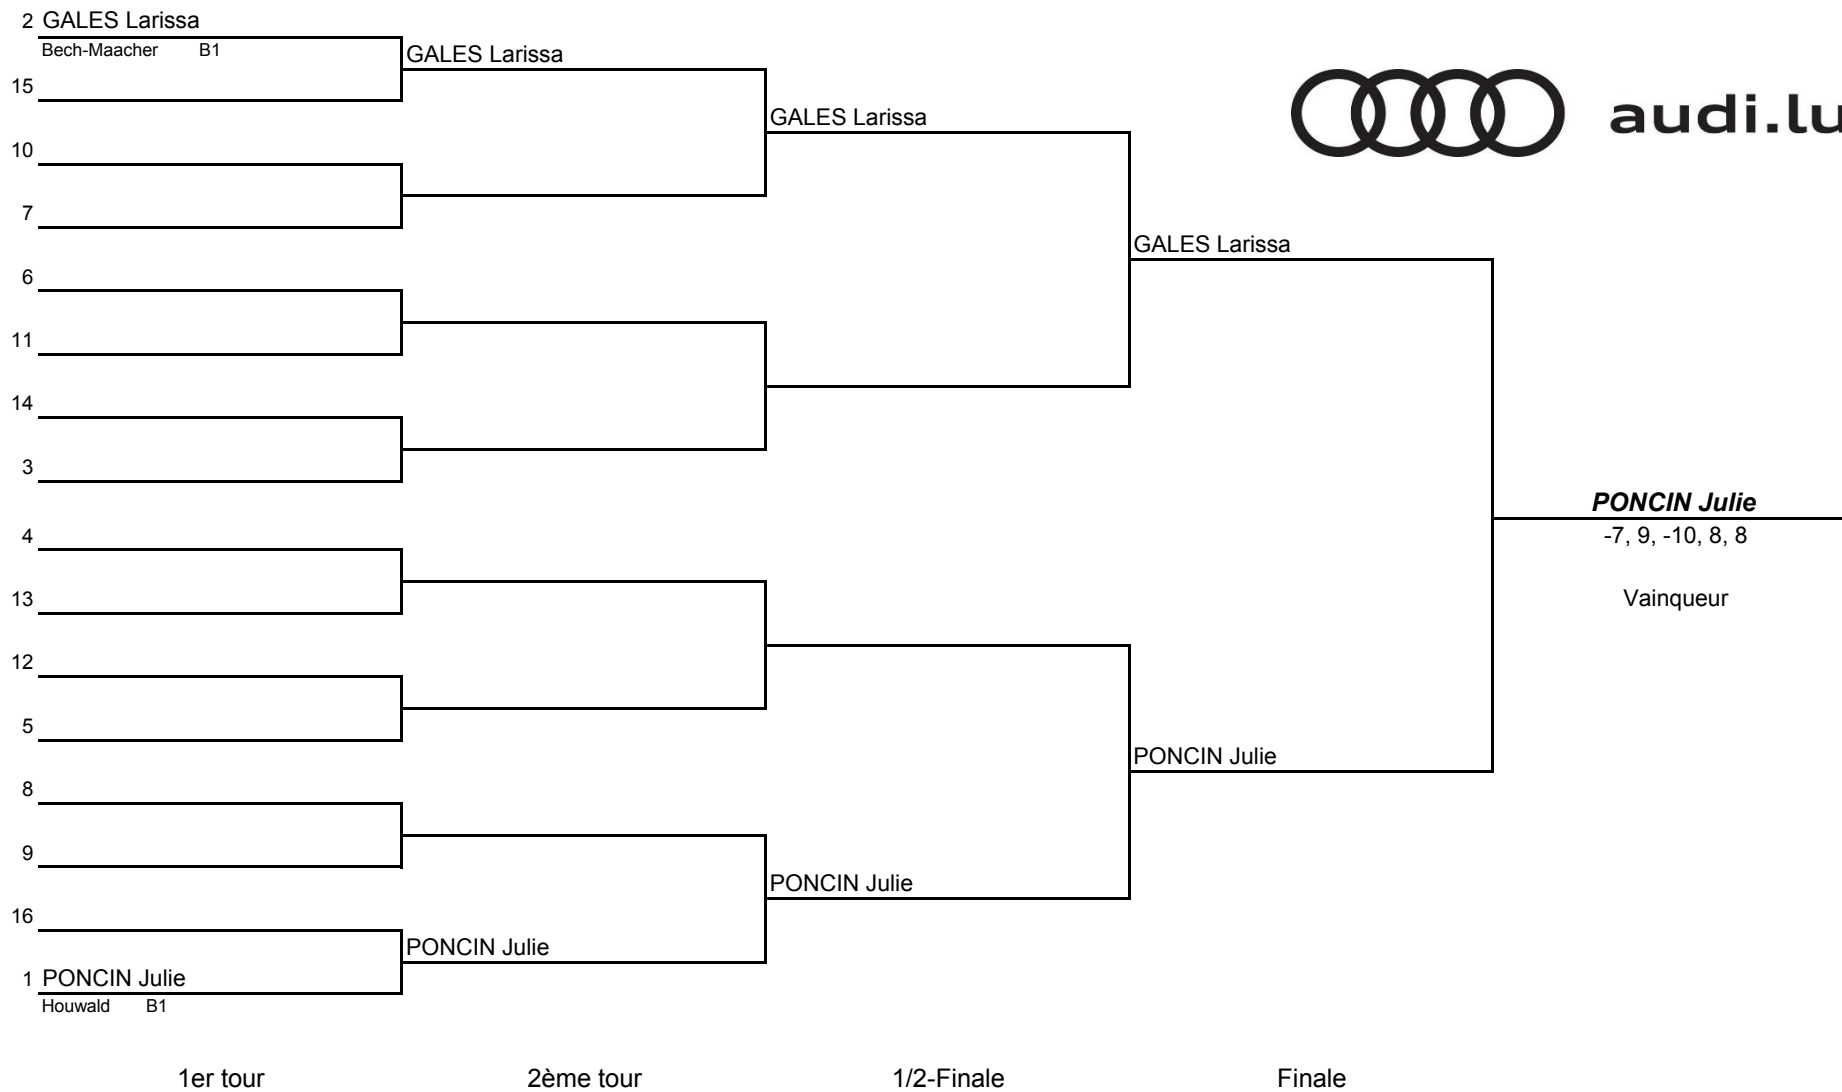 2 GALES Larissa
Bech-Maacher B1
GALES Larissa
15
GALES Larissa
audi.lu
10
7
GALES Larissa
6
11
14
3
PONCIN Julie
-7, 9, -10, 8, 8
4
13
Vainqueur
12
5
PONCIN Julie
8
9
PONCIN Julie
16
PONCIN Julie
1 PONCIN Julie
Houwald B1
1er tour 2ème tour 1/2-Finale Finale